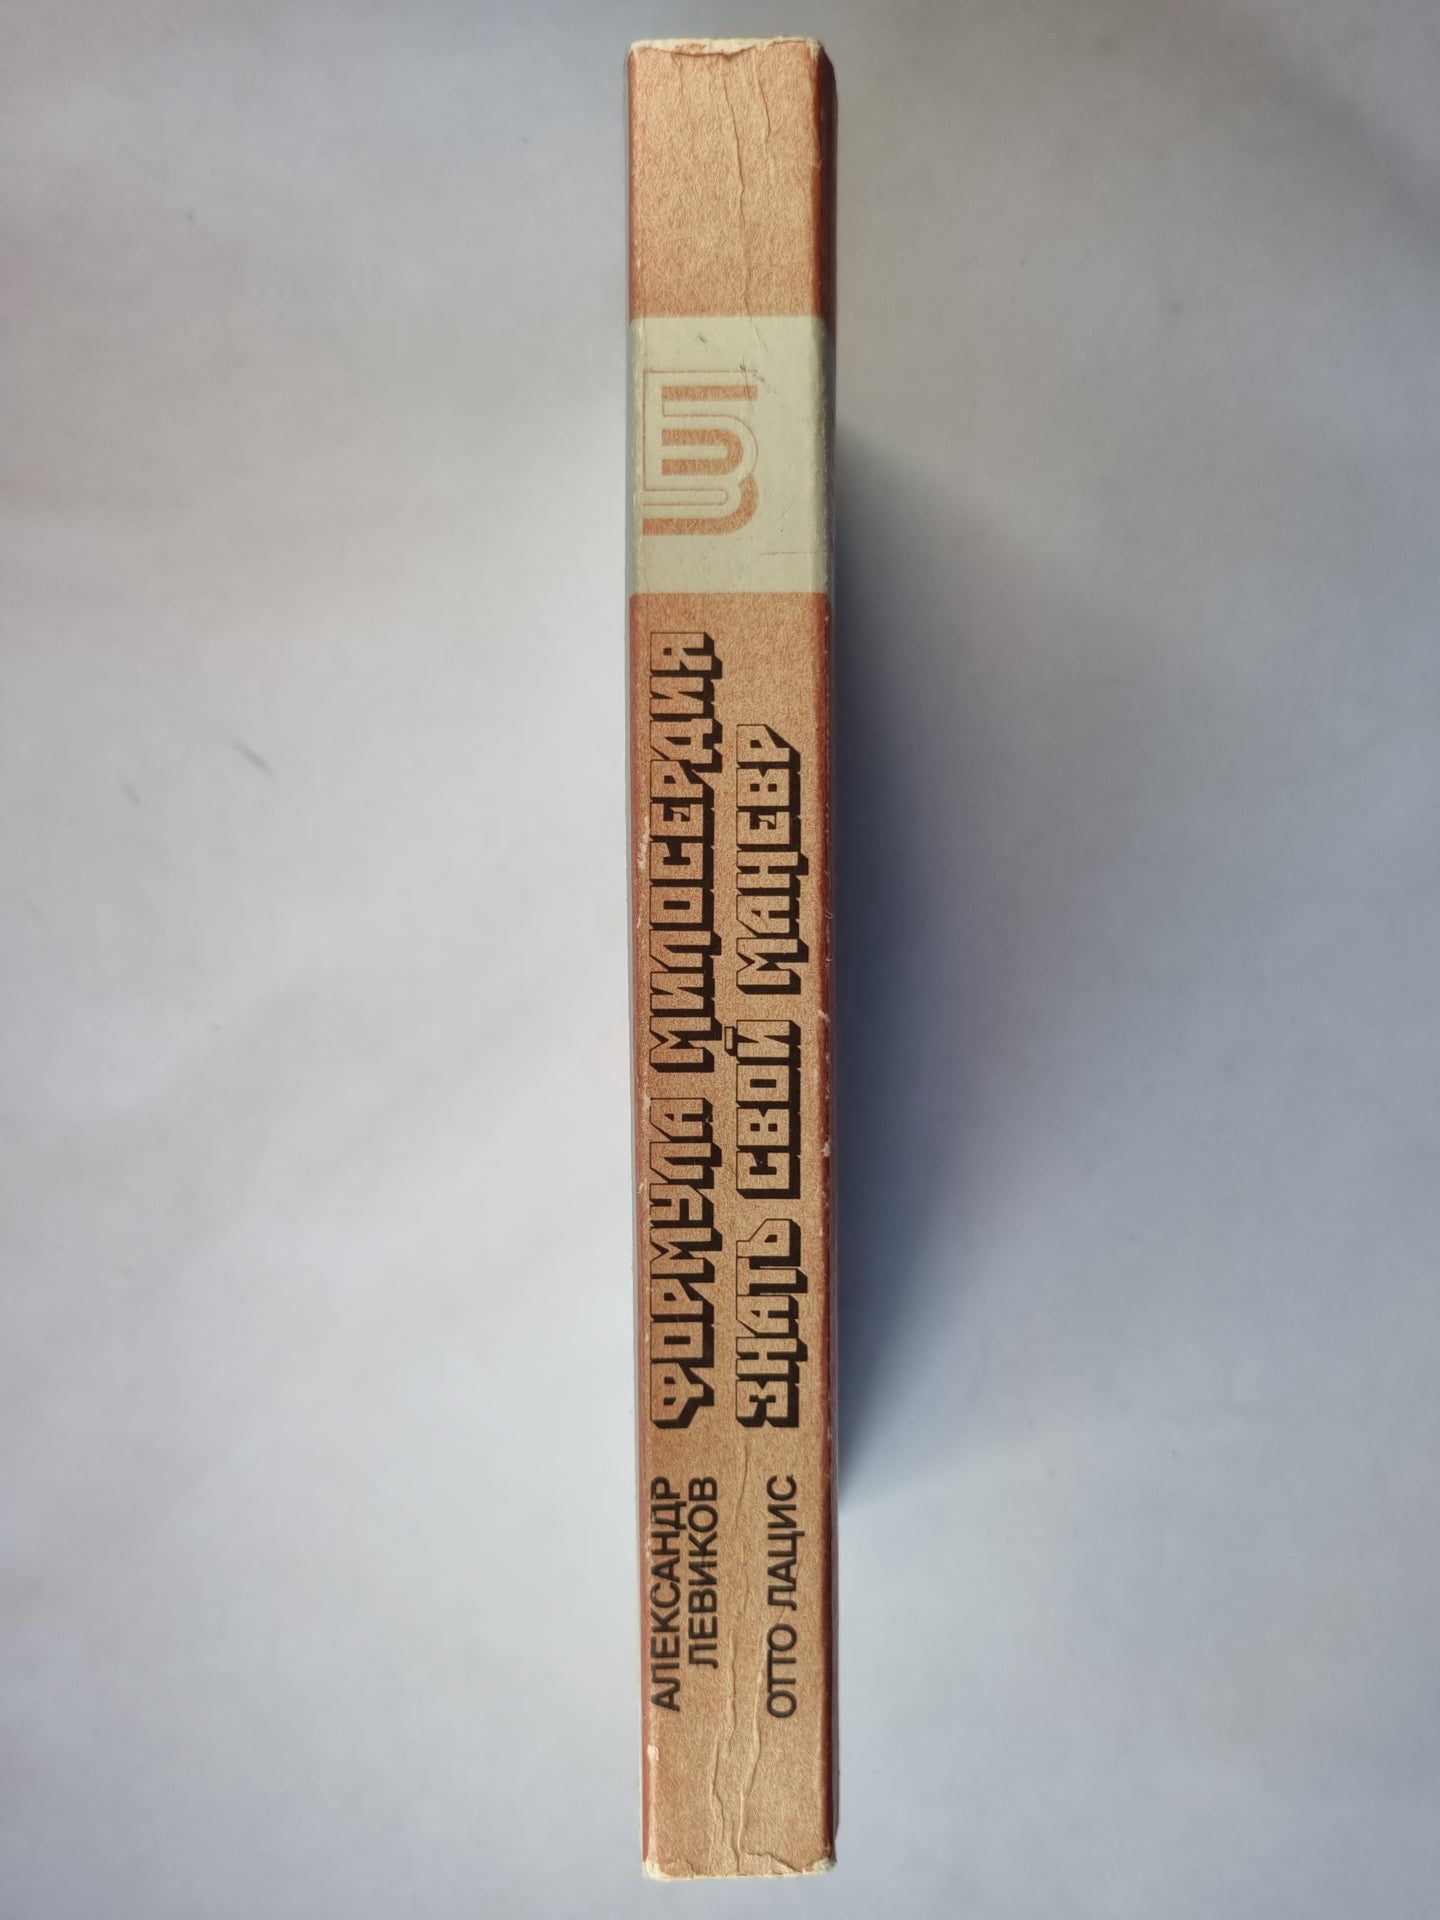 АЛЕКСАНДР
ЛЕВИКОВ
ФОРМУЛА МИЛОСЕРДИЯ
ОТТО ЛАЦИС
ЗНАТЬ СВОЙ МАНЕВР